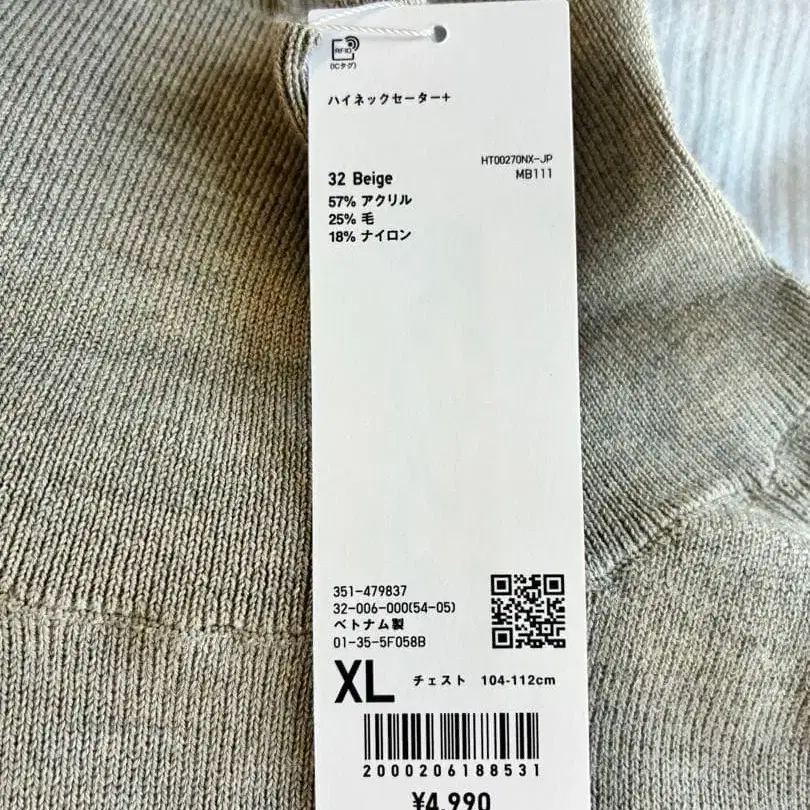 RFID
(ICタグ)
ハイネックセーター+
HT00270NX-JP
32 Beige
MB111
57% アクリル
25% 毛
18% ナイロン
351-479837
32-006-000(54-05)
ベトナム製
01-35-5F058B
XL チェスト 104-112cm
2000206188531
¥4,990